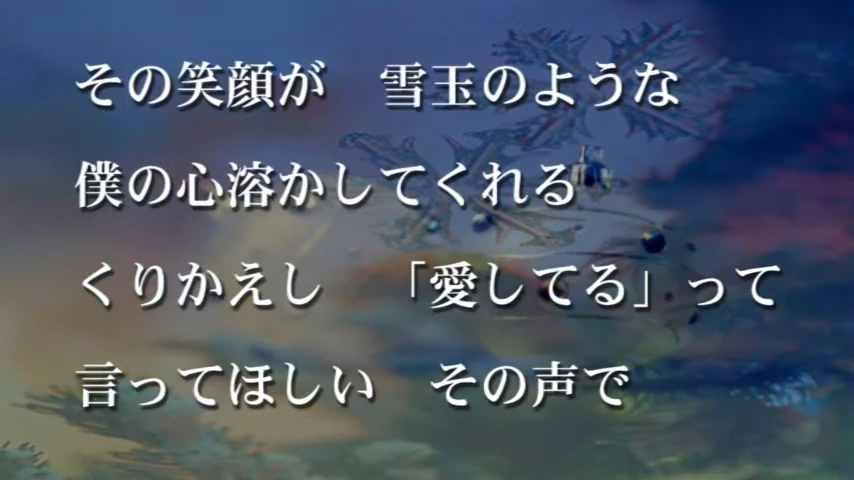 その笑顔が　雪玉のような
僕の心溶かしてくれる
くりかえし　「愛してる」って
言ってほしい　その声で